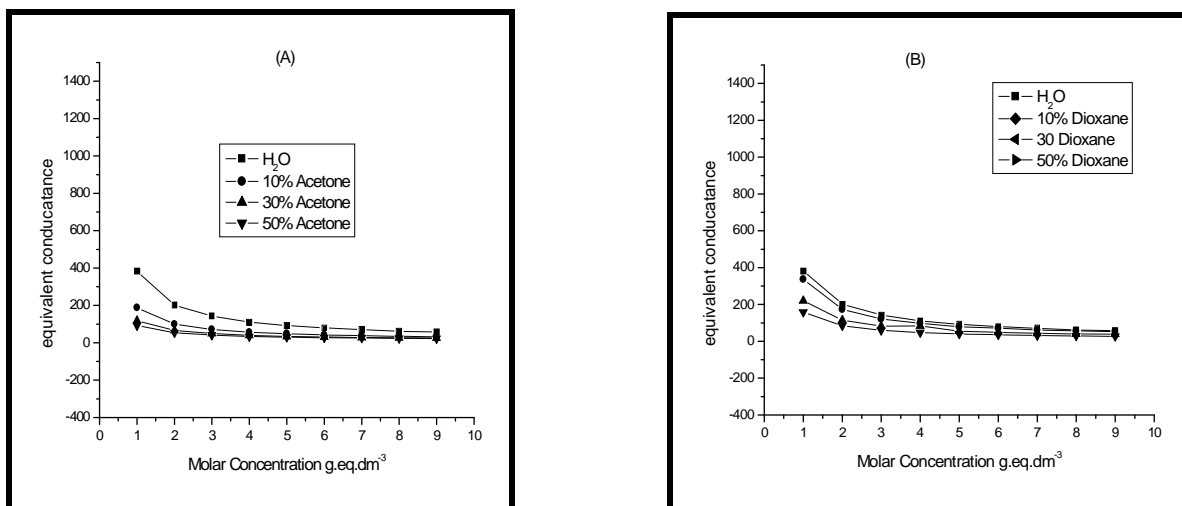 (A)
1400
1200
1000
800
600
400
200
0
-200
-400
equivalent conducatance
H2O
10% Acetone
30% Acetone
50% Acetone
0 1 2 3 4 5 6 7 8 9 10
Molar Concentration g.eq.dm-3
(B)
1400
1200
1000
800
600
400
200
0
-200
-400
equivalent conductance
H2O
10% Dioxane
30 Dioxane
50% Dioxane
0 1 2 3 4 5 6 7 8 9 10
Molar Concentration g.eq.dm-3